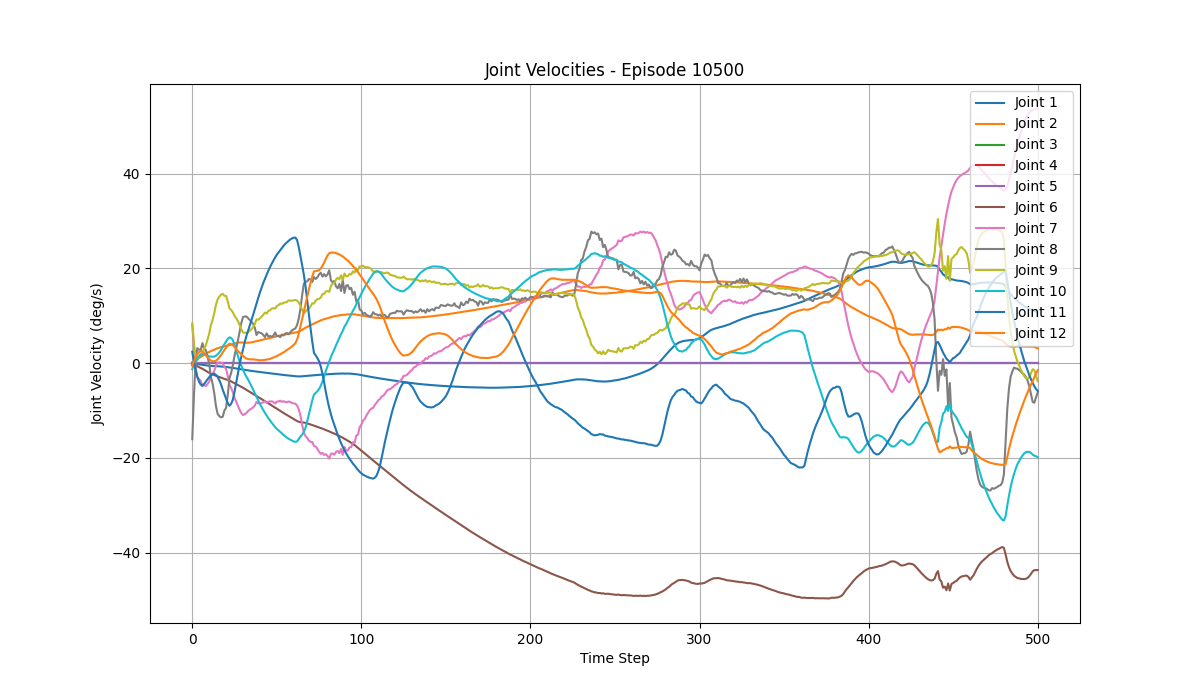 Joint Velocities - Episode 10500
Joint Velocity (deg/s)
40
20
0
−20
−40
0 100 200 300 400 500
Time Step
Joint 1
Joint 2
Joint 3
Joint 4
Joint 5
Joint 6
Joint 7
Joint 8
Joint 9
Joint 10
Joint 11
Joint 12